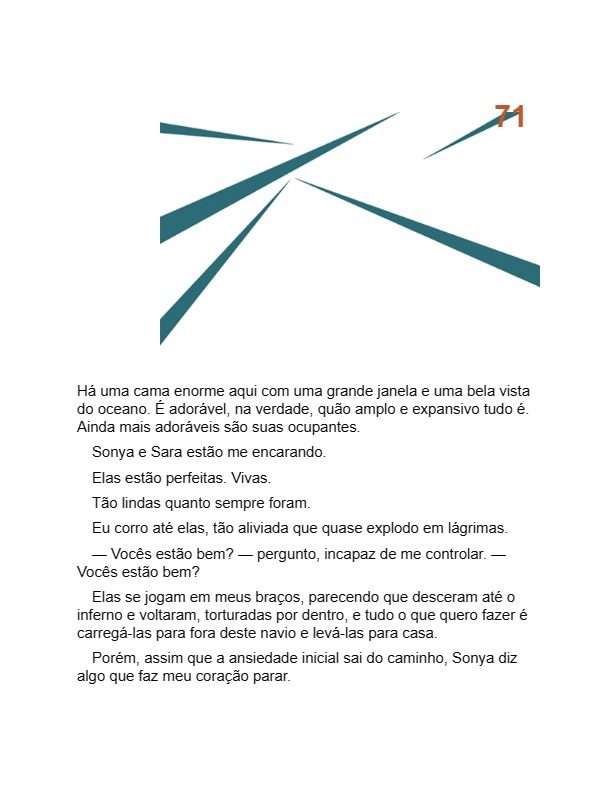 71
Há uma cama enorme aqui com uma grande janela e uma bela vista
do oceano. É adorável, na verdade, quão amplo e expansivo tudo é.
Ainda mais adoráveis são suas ocupantes.
Sonya e Sara estão me encarando.
Elas estão perfeitas. Vivas.
Tão lindas quanto sempre foram.
Eu corro até elas, tão aliviada que quase explodo em lágrimas.
— Vocês estão bem? — pergunto, incapaz de me controlar. —
Vocês estão bem?
Elas se jogam em meus braços, parecendo que desceram até o
inferno e voltaram, torturadas por dentro, e tudo o que quero fazer é
carregá-las para fora deste navio e levá-las para casa.
Porém, assim que a ansiedade inicial sai do caminho, Sonya diz
algo que faz meu coração parar.